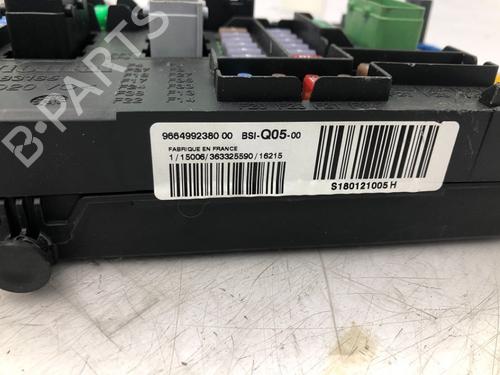 9664992380 00 BSI-Q05-00
FABRIQUE EN FRANCE
1/15006/363325590/16215
S180121005 H
B-PARTS